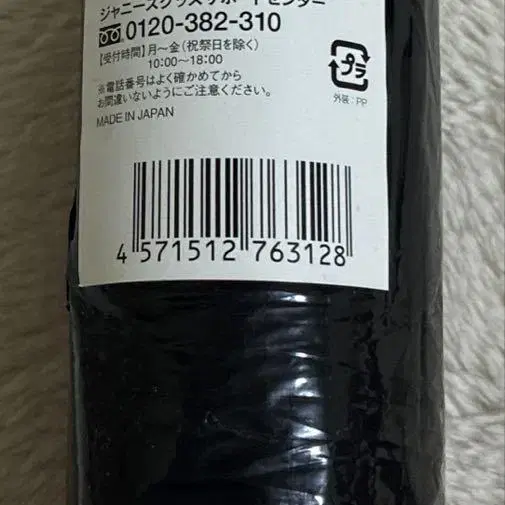 ジャニーズグッズサポートセンター
0120-382-310
【受付時間】月〜金(祝祭日を除く)
10:00〜18:00
※電話番号はよく確かめてから
お間違いないようにご注意ください。
MADE IN JAPAN
プラ
外装:PP
4 571512 763128